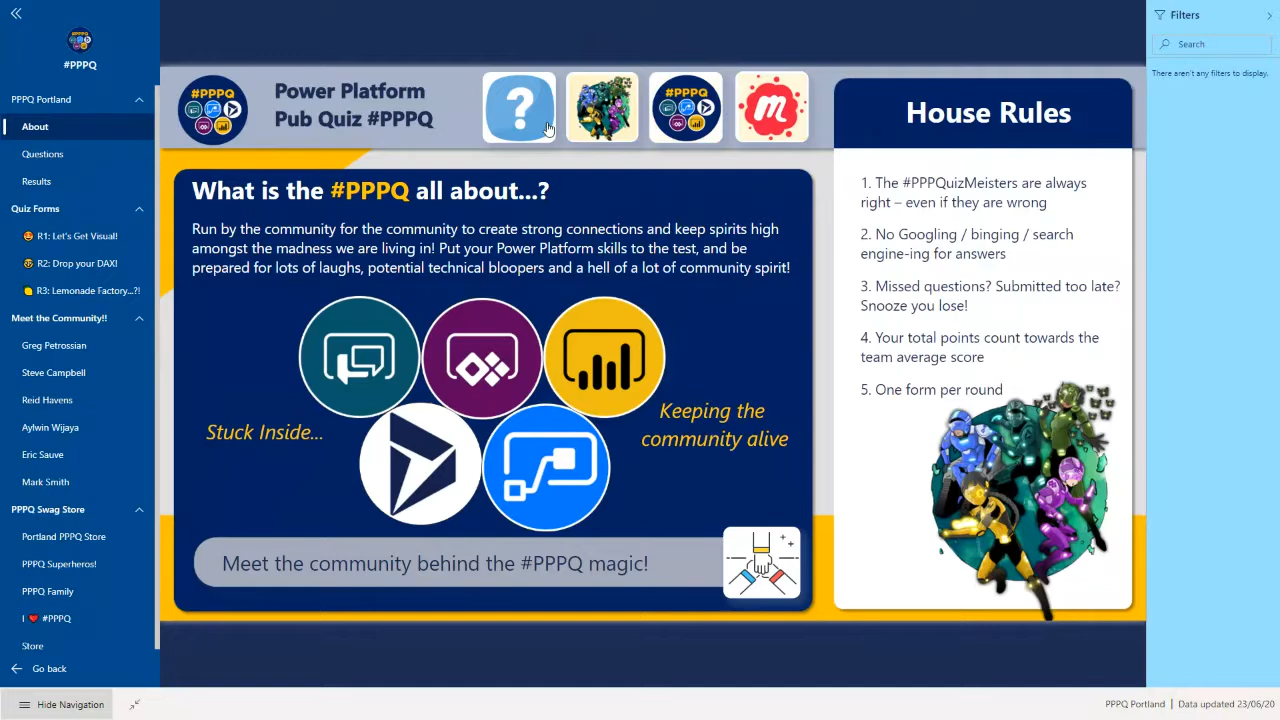 #PPPQ
PPPQ Portland
About
Questions
Results
Quiz Forms
R1: Let's Get Visual!
R2: Drop your DAX!
R3: Lemonade Factory...?!
Meet the Community!!
Greg Petrossian
Steve Campbell
Reid Havens
Aylwin Wijaya
Eric Sauve
Mark Smith
PPPQ Swag Store
Portland PPPQ Store
PPPQ Superheros!
PPPQ Family
I ❤ #PPPQ
Store
Go back
Hide Navigation
#PPPQ
Power Platform
Pub Quiz #PPPQ
?
#PPPQ
m
What is the #PPPQ all about...?
Run by the community for the community to create strong connections and keep spirits high
amongst the madness we are living in! Put your Power Platform skills to the test, and be
prepared for lots of laughs, potential technical bloopers and a hell of a lot of community spirit!
Stuck Inside...
Keeping the
community alive
Meet the community behind the #PPPQ magic!
House Rules
1. The #PPPQuizMeisters are always
right – even if they are wrong
2. No Googling / binging / search
engine-ing for answers
3. Missed questions? Submitted too late?
Snooze you lose!
4. Your total points count towards the
team average score
5. One form per round
Filters
Search
There aren't any filters to display.
PPPQ Portland | Data updated 23/06/20